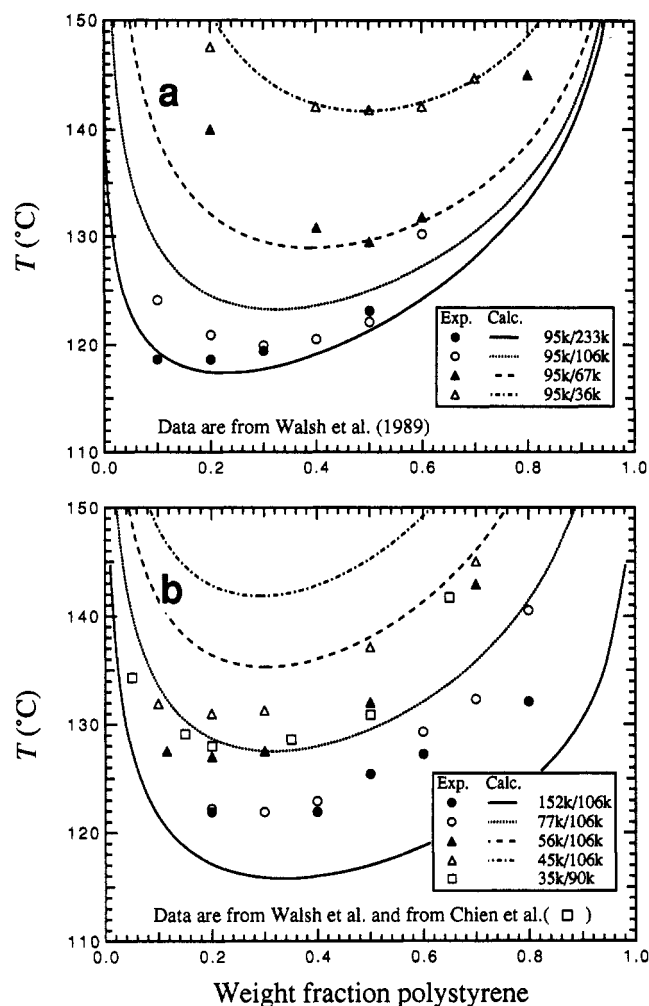 150
140
130
120
110
T (°C)
a
Exp. Calc.
95k/233k
95k/106k
95k/67k
95k/36k
Data are from Walsh et al. (1989)
0.0 0.2 0.4 0.6 0.8 1.0
150
140
130
120
110
T (°C)
b
Exp. Calc.
152k/106k
77k/106k
56k/106k
45k/106k
35k/90k
Data are from Walsh et al. and from Chien et al.( □ )
0.0 0.2 0.4 0.6 0.8 1.0
Weight fraction polystyrene